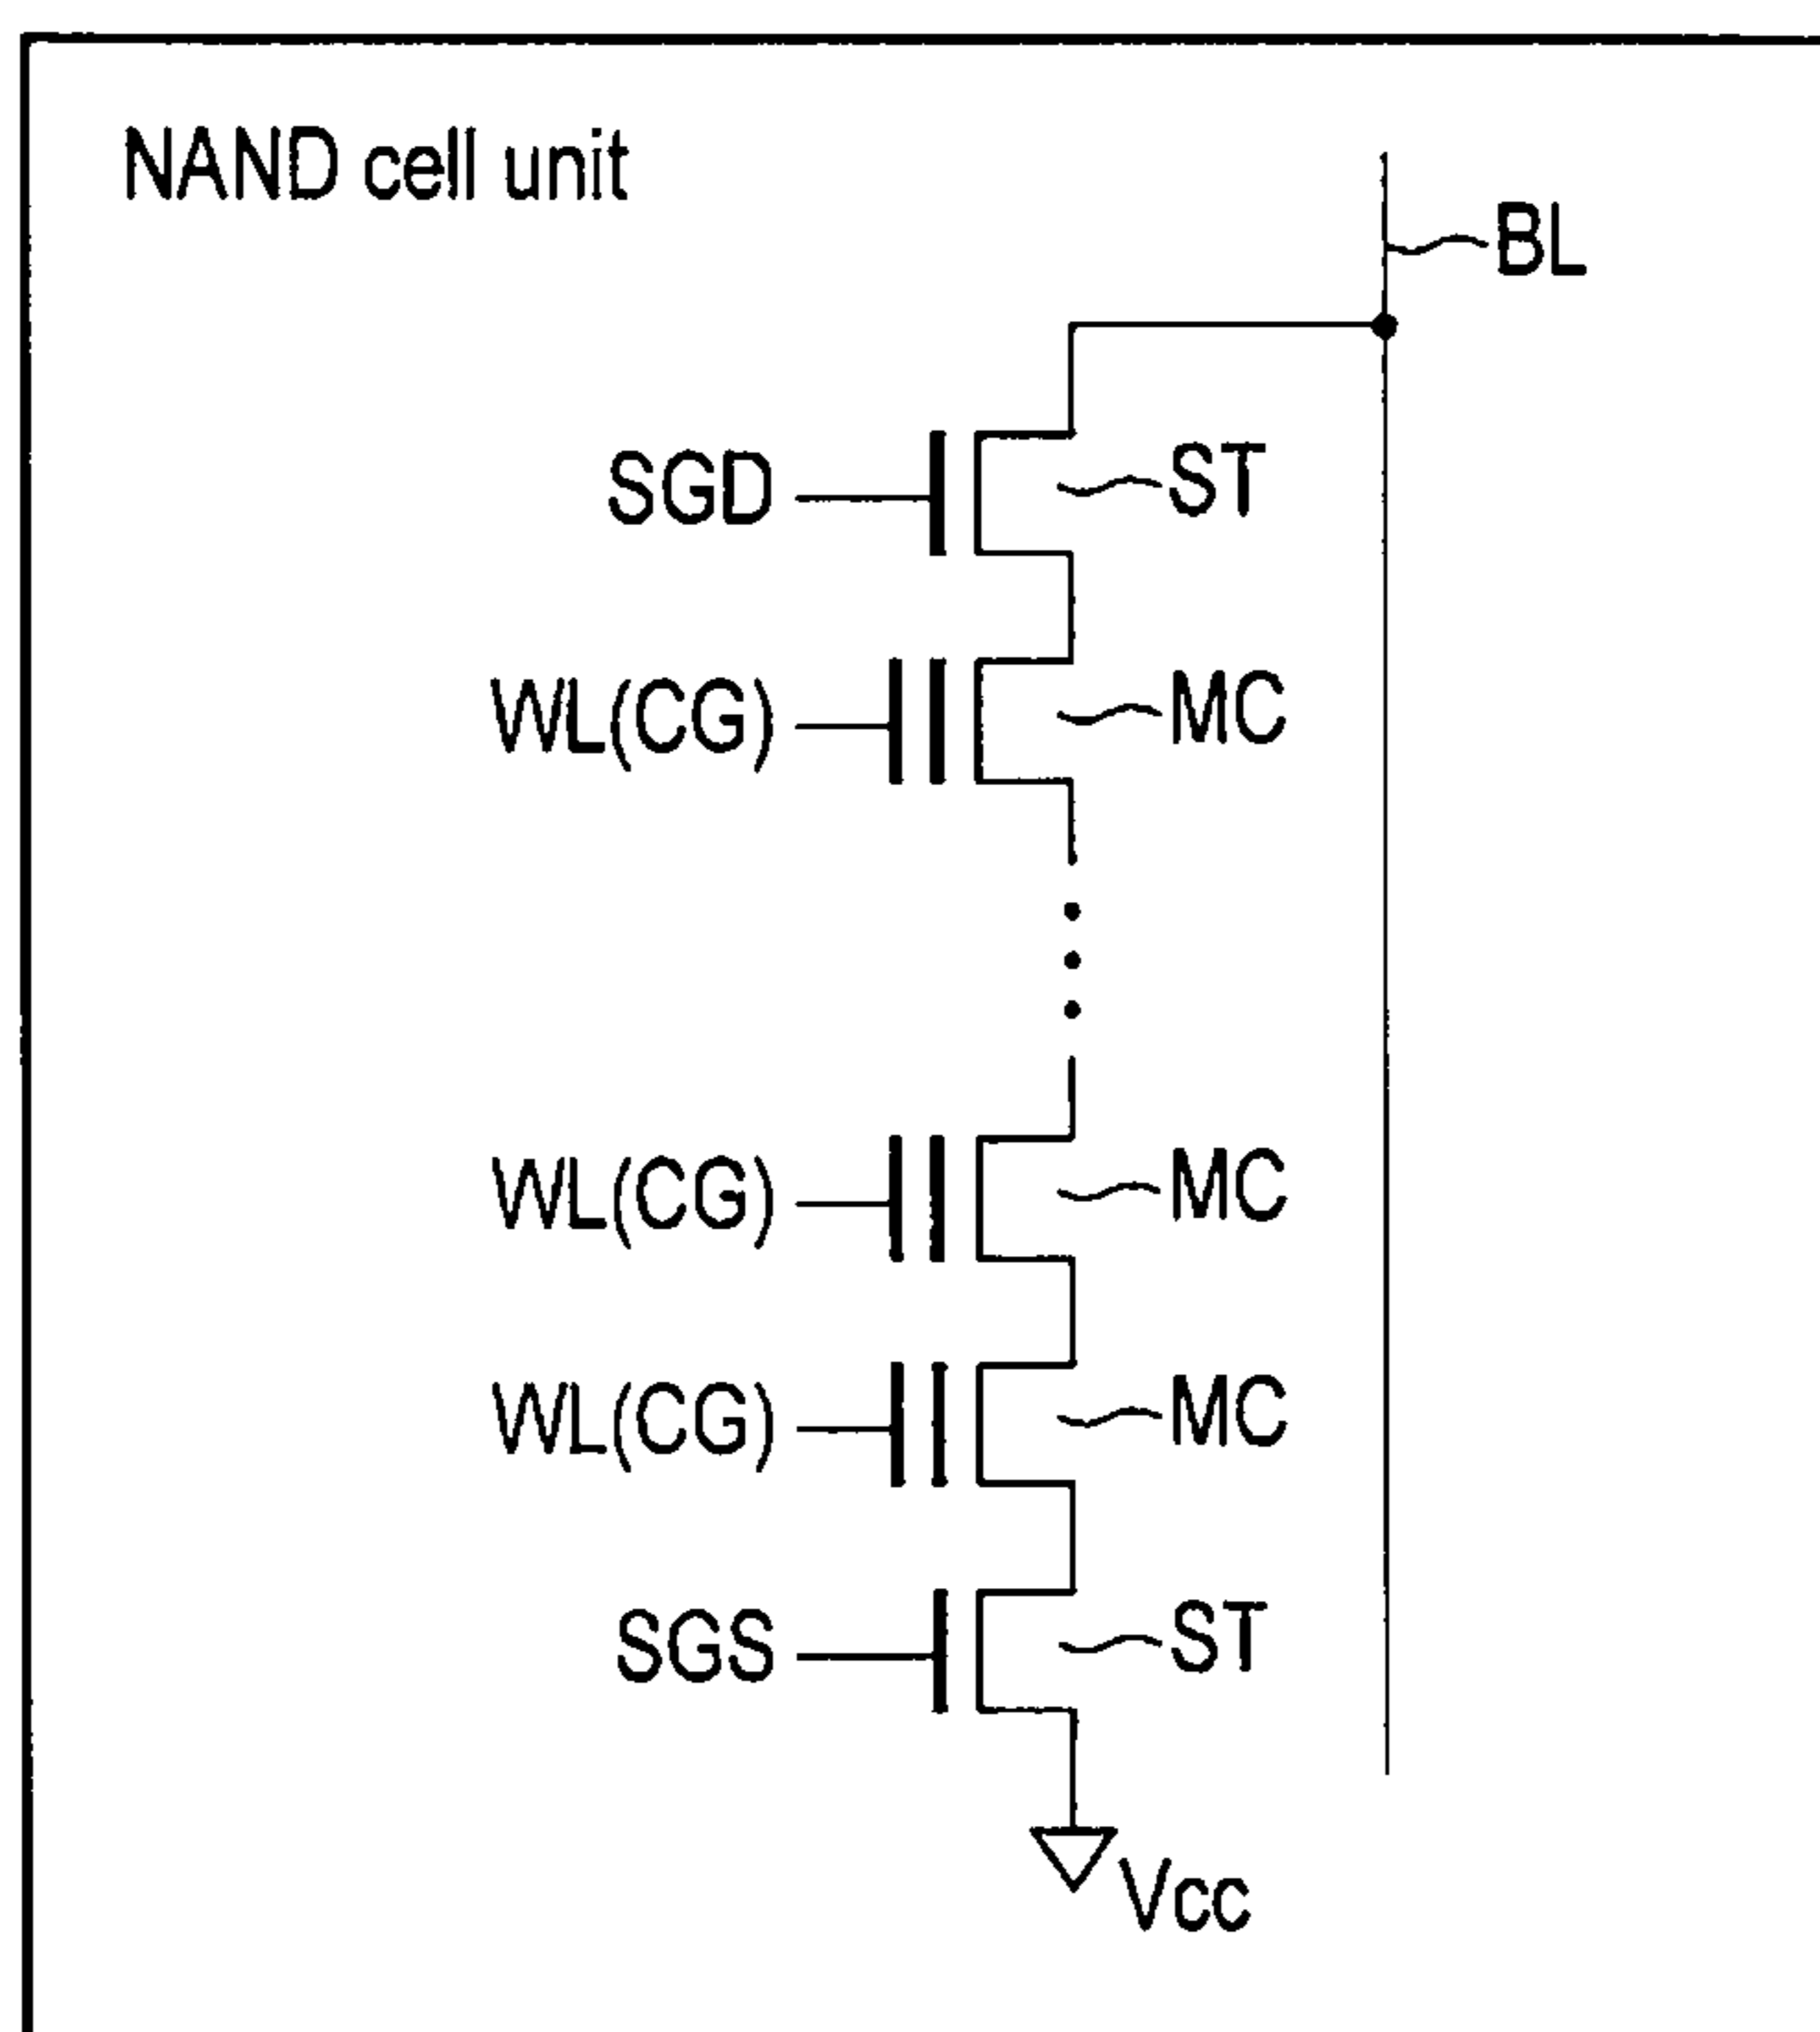 NAND cell unit
BL
SGD ST
WL(CG) MC
WL(CG) MC
WL(CG) MC
SGS ST
Vcc